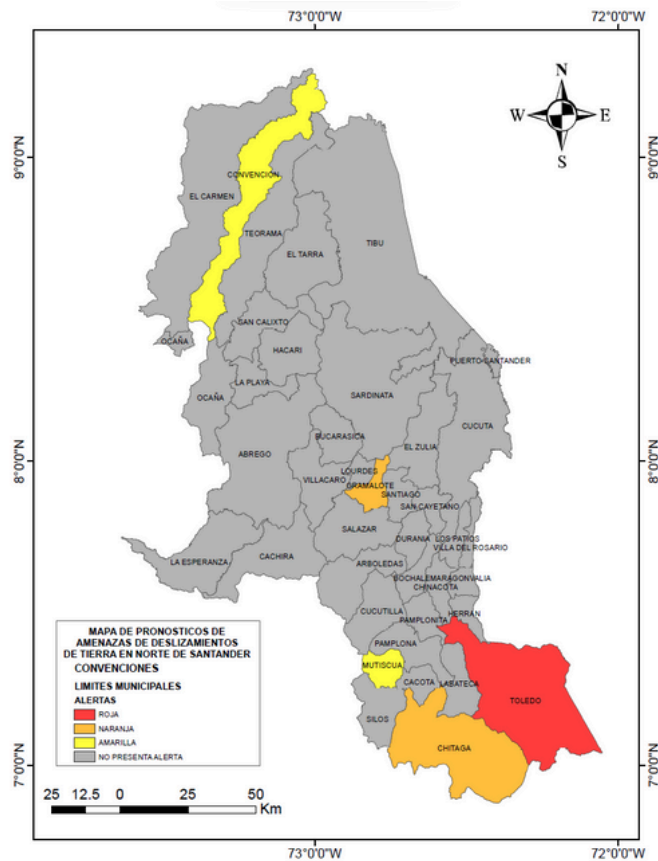 73°0'0"W
72°0'0"W
N
W
E
S
9°0'0"N
9°0'0"N
CONVENCIÓN
EL CARMEN
TEORAMA
TIBU
EL TARRA
SAN CALIXTO
OCAÑA
HACARI
PUERTO SANTANDER
LA PLAYA
OCAÑA
SARDINATA
CUCUTA
BUCARASICA
EL ZULIA
ABREGO
8°0'0"N
8°0'0"N
LOURDES
VILLACARO
GRAMALOTE
SANTIAGO
SAN CAYETANO
SALAZAR
DURANIA
LOS PATIOS
VILLA DEL ROSARIO
CACHIRA
LA ESPERANZA
ARBOLEDAS
BOCHALEMA
RAGONVALIA
CHINACOTA
CUCUTILLA
HERRAN
PAMPLONITA
PAMPLONA
MUTISCUA
CACOTA
LABATECA
TOLEDO
SILOS
CHITAGA
7°0'0"N
7°0'0"N
MAPA DE PRONOSTICOS DE
AMENAZAS DE DESLIZAMIENTOS
DE TIERRA EN NORTE DE SANTANDER
CONVENCIONES
LIMITES MUNICIPALES
ALERTAS
ROJA
NARANJA
AMARILLA
NO PRESENTA ALERTA
25 12.5 0 25 50
Km
73°0'0"W
72°0'0"W